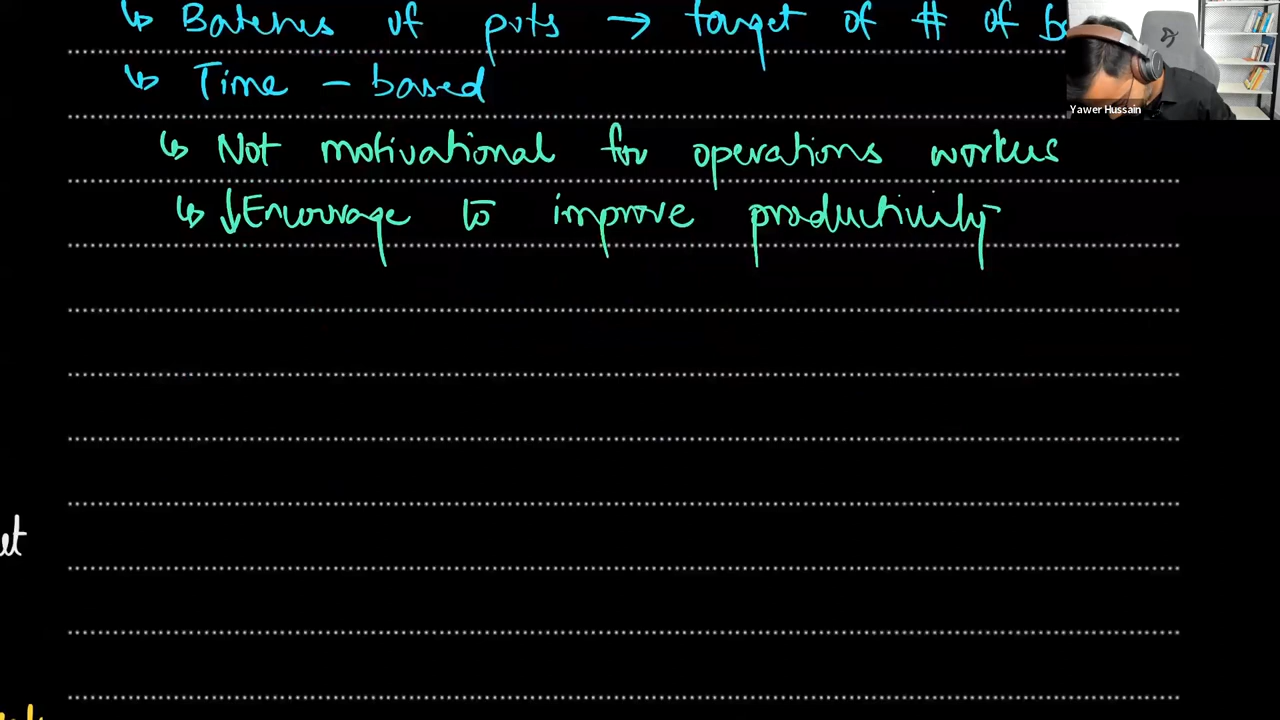 ↳ Batches of pots → target of # of
Yawer Hussain
↳ Time - based
↳ Not motivational for operations workers
↳ ↓Encourage to improve productivity
et